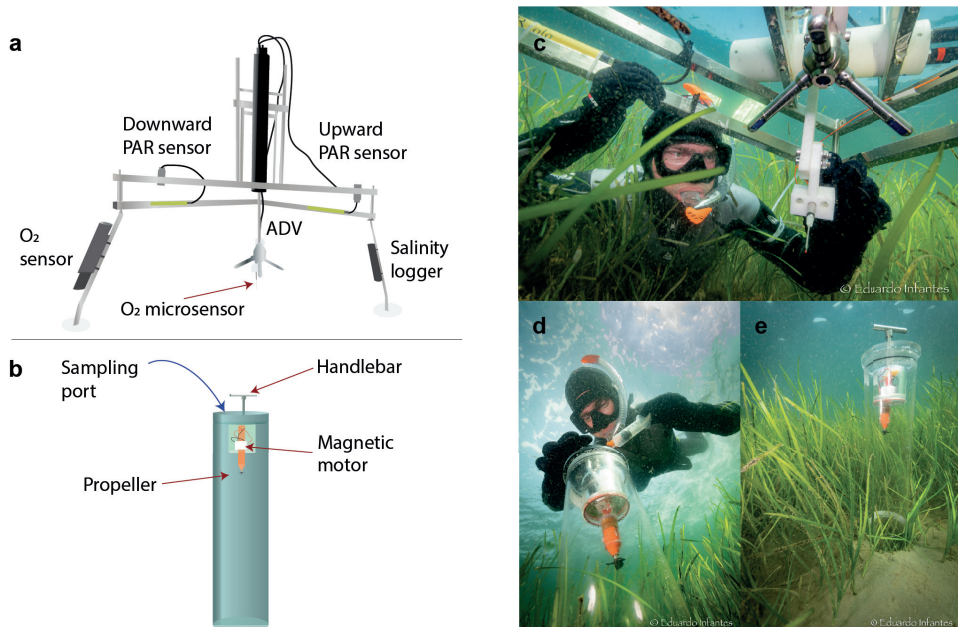 a
Downward
PAR sensor
Upward
PAR sensor
O₂
sensor
ADV
Salinity
logger
O₂ microsensor
b
Sampling
port
Handlebar
Magnetic
motor
Propeller
c
© Eduardo Infantes
d
© Eduardo Infantes
e
© Eduardo Infantes